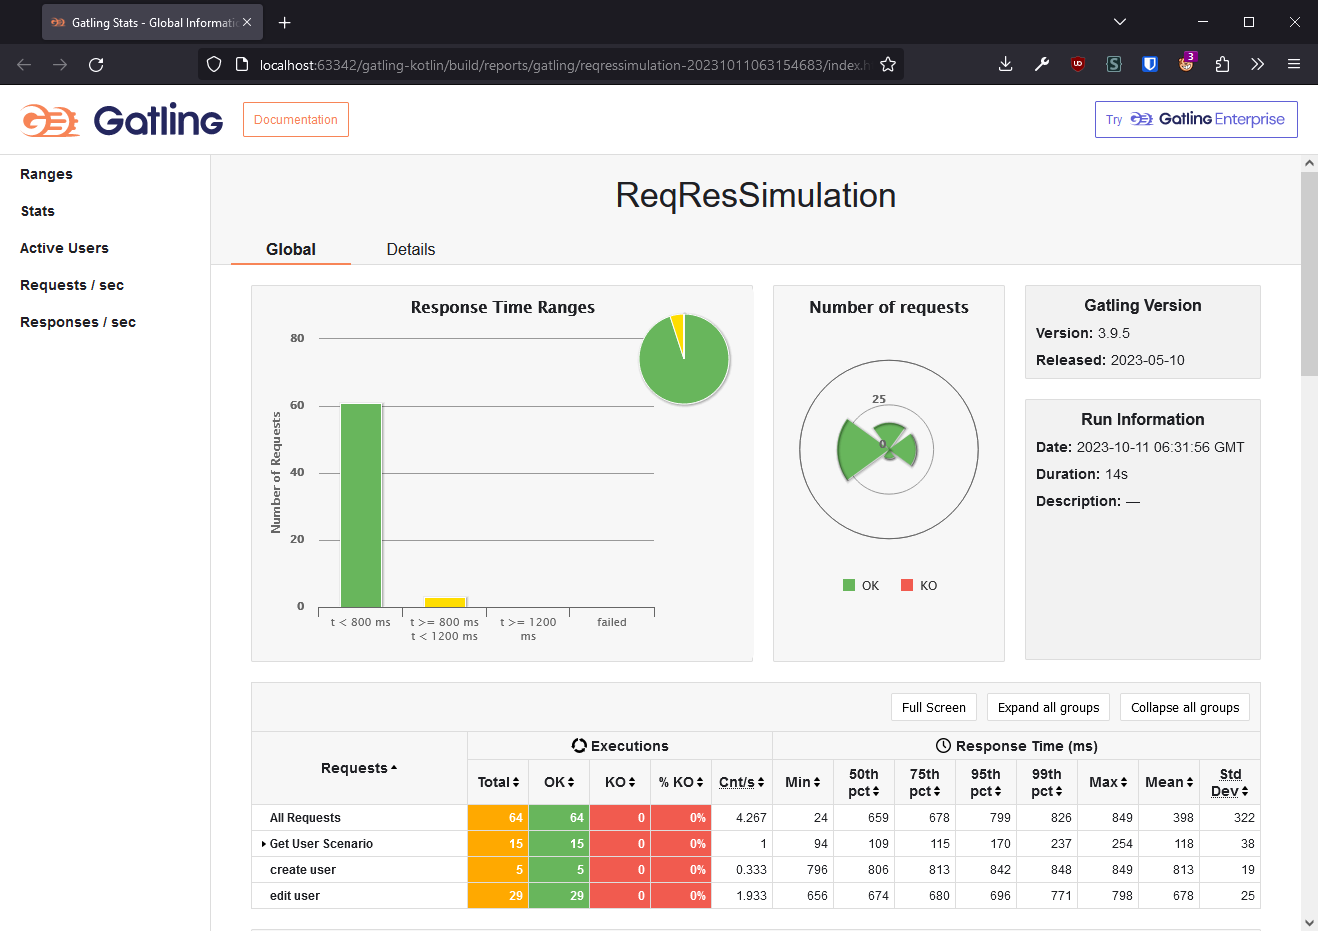 Gatling Stats - Global Informati
localhost:63342/gatling-kotlin/build/reports/gatling/reqressimulation-20231011063154683/index.h
3
Gatling
Documentation
Try Gatling Enterprise
Ranges
Stats
Active Users
Requests / sec
Responses / sec
ReqResSimulation
Global Details
Response Time Ranges
Number of Requests
80
60
40
20
0
t < 800 ms
t >= 800 ms
t < 1200 ms
t >= 1200
ms
failed
Number of requests
25
0
OK KO
Gatling Version
Version: 3.9.5
Released: 2023-05-10
Run Information
Date: 2023-10-11 06:31:56 GMT
Duration: 14s
Description: —
Full Screen Expand all groups Collapse all groups
Requests Executions Response Time (ms)
Total OK KO % KO Cnt/s Min 50th pct 75th pct 95th pct 99th pct Max Mean Std Dev
All Requests 64 64 0 0% 4.267 24 659 678 799 826 849 398 322
Get User Scenario 15 15 0 0% 1 94 109 115 170 237 254 118 38
create user 5 5 0 0% 0.333 796 806 813 842 848 849 813 19
edit user 29 29 0 0% 1.933 656 674 680 696 771 798 678 25